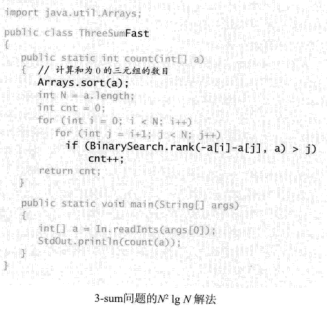 import java.util.Arrays;
public class ThreeSumFast
{
public static int count(int[] a)
{ // 计算和为0的三元组的数目
Arrays.sort(a);
int N = a.length;
int cnt = 0;
for (int i = 0; i < N; i++)
for (int j = i+1; j < N; j++)
if (BinarySearch.rank(-a[i]-a[j], a) > j)
cnt++;
return cnt;
}
public static void main(String[] args)
{
int[] a = In.readInts(args[0]);
StdOut.println(count(a));
}
}
3-sum问题的N² lg N 解法